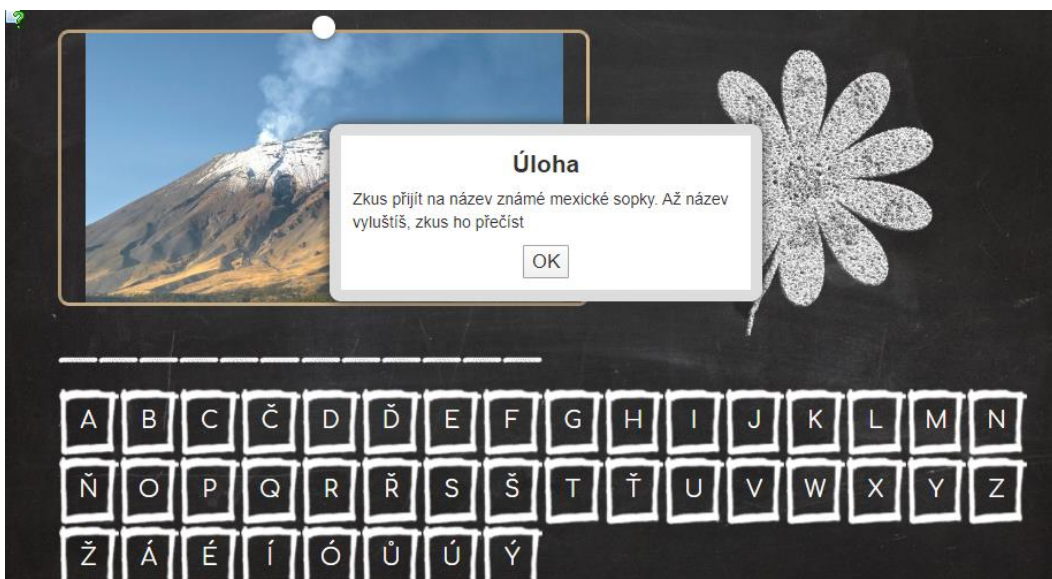 Úloha
Zkus přijít na název známé mexické sopky. Až název
vyluštíš, zkus ho přečíst
OK
A B C Č D Ď E F G H I J K L M N
Ň O P Q R Ř S Š T Ť U V W X Y Z
Ž Á É Í Ó Ů Ú Ý